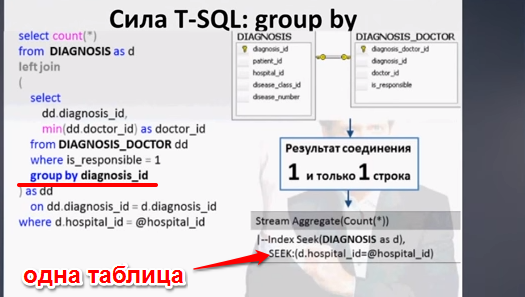 Сила T-SQL: group by
select count(*)
from DIAGNOSIS as d
left join
(
select
dd.diagnosis_id,
min(dd.doctor_id) as doctor_id
from DIAGNOSIS_DOCTOR dd
where is_responsible = 1
group by diagnosis_id
) as dd
on dd.diagnosis_id = d.diagnosis_id
where d.hospital_id = @hospital_id
DIAGNOSIS
diagnosis_id
patient_id
hospital_id
disease_class_id
disease_number
DIAGNOSIS_DOCTOR
diagnosis_doctor_id
diagnosis_id
doctor_id
is_responsible
Результат соединения
1 и только 1 строка
Stream Aggregate(Count(*))
|--Index Seek(DIAGNOSIS as d),
SEEK:(d.hospital_id=@hospital_id)
одна таблица